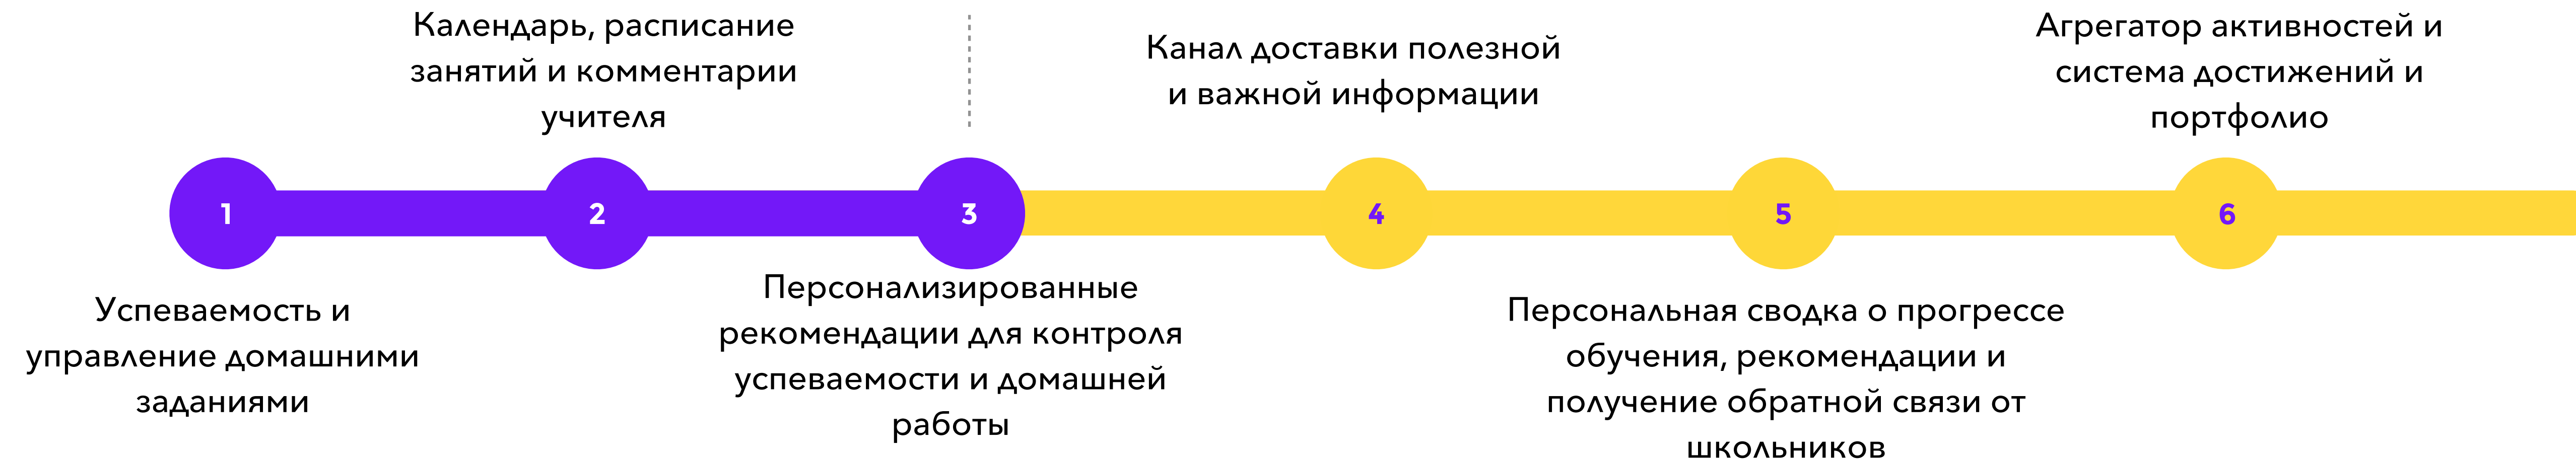 Календарь, расписание
занятий и комментарии
учителя
Канал доставки полезной
и важной информации
Агрегатор активностей и
система достижений и
портфолио
1
2
3
4
5
6
Успеваемость и
управление домашними
заданиями
Персонализированные
рекомендации для контроля
успеваемости и домашней
работы
Персональная сводка о прогрессе
обучения, рекомендации и
получение обратной связи от
школьников